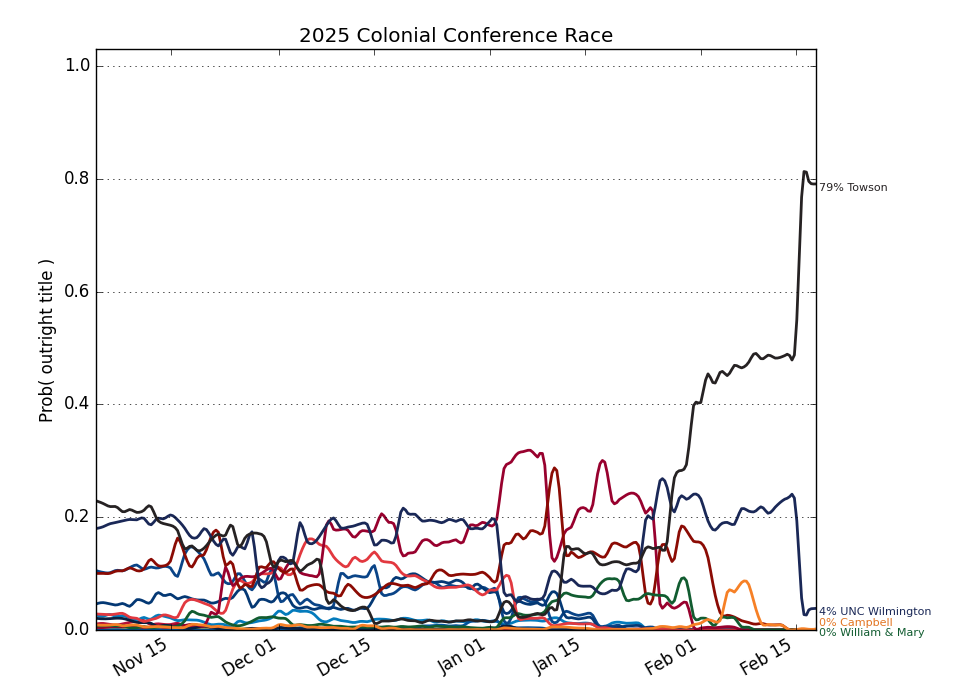 2025 Colonial Conference Race
Prob( outright title )
1.0
0.8
0.6
0.4
0.2
0.0
79% Towson
4% UNC Wilmington
0% Campbell
0% William & Mary
Nov 15
Dec 01
Dec 15
Jan 01
Jan 15
Feb 01
Feb 15